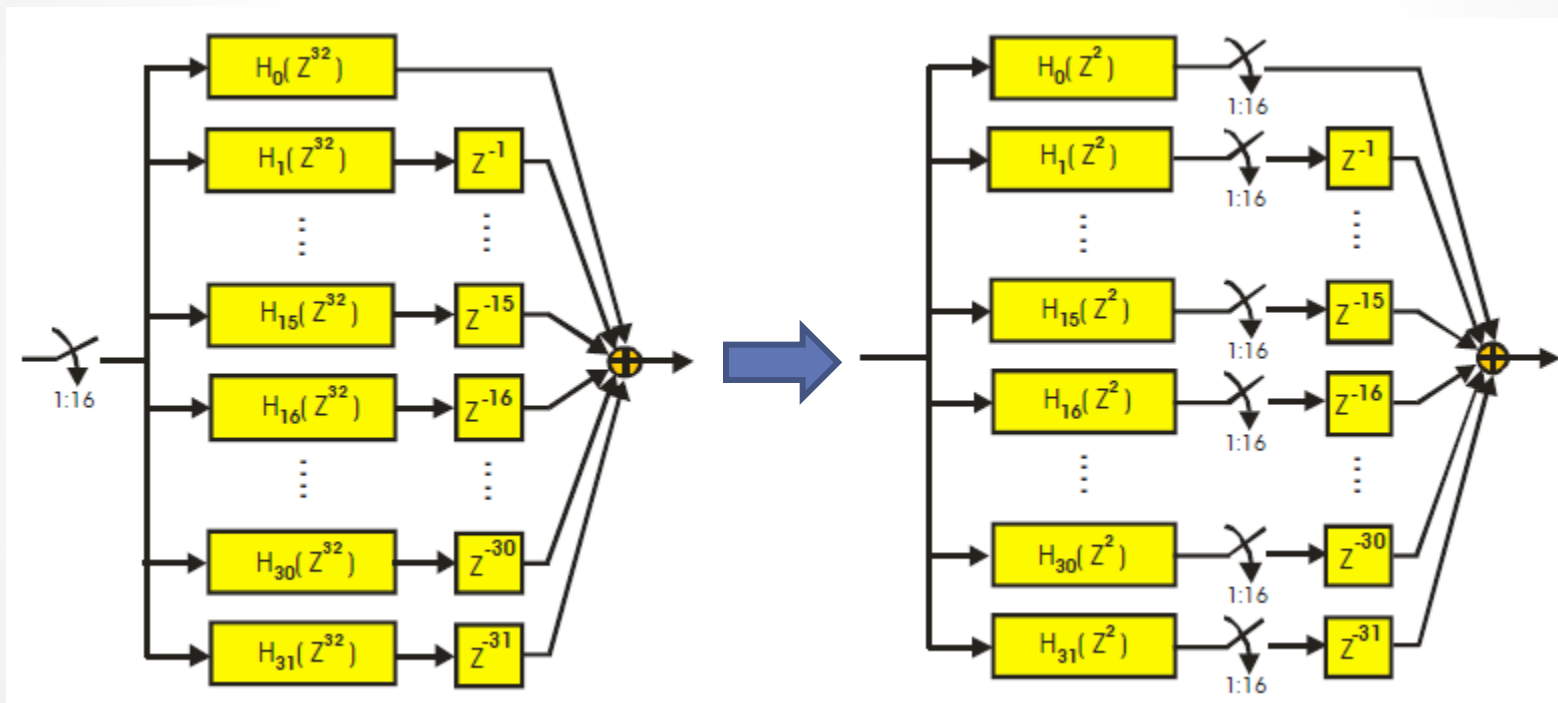 H₀( Z³² )
H₁( Z³² )
Z⁻¹
H₁₅( Z³² )
Z⁻¹⁵
1:16
H₁₆( Z³² )
Z⁻¹⁶
H₃₀( Z³² )
Z⁻³⁰
H₃₁( Z³² )
Z⁻³¹
H₀( Z² )
1:16
H₁( Z² )
1:16
Z⁻¹
H₁₅( Z² )
1:16
Z⁻¹⁵
H₁₆( Z² )
1:16
Z⁻¹⁶
H₃₀( Z² )
1:16
Z⁻³⁰
H₃₁( Z² )
1:16
Z⁻³¹